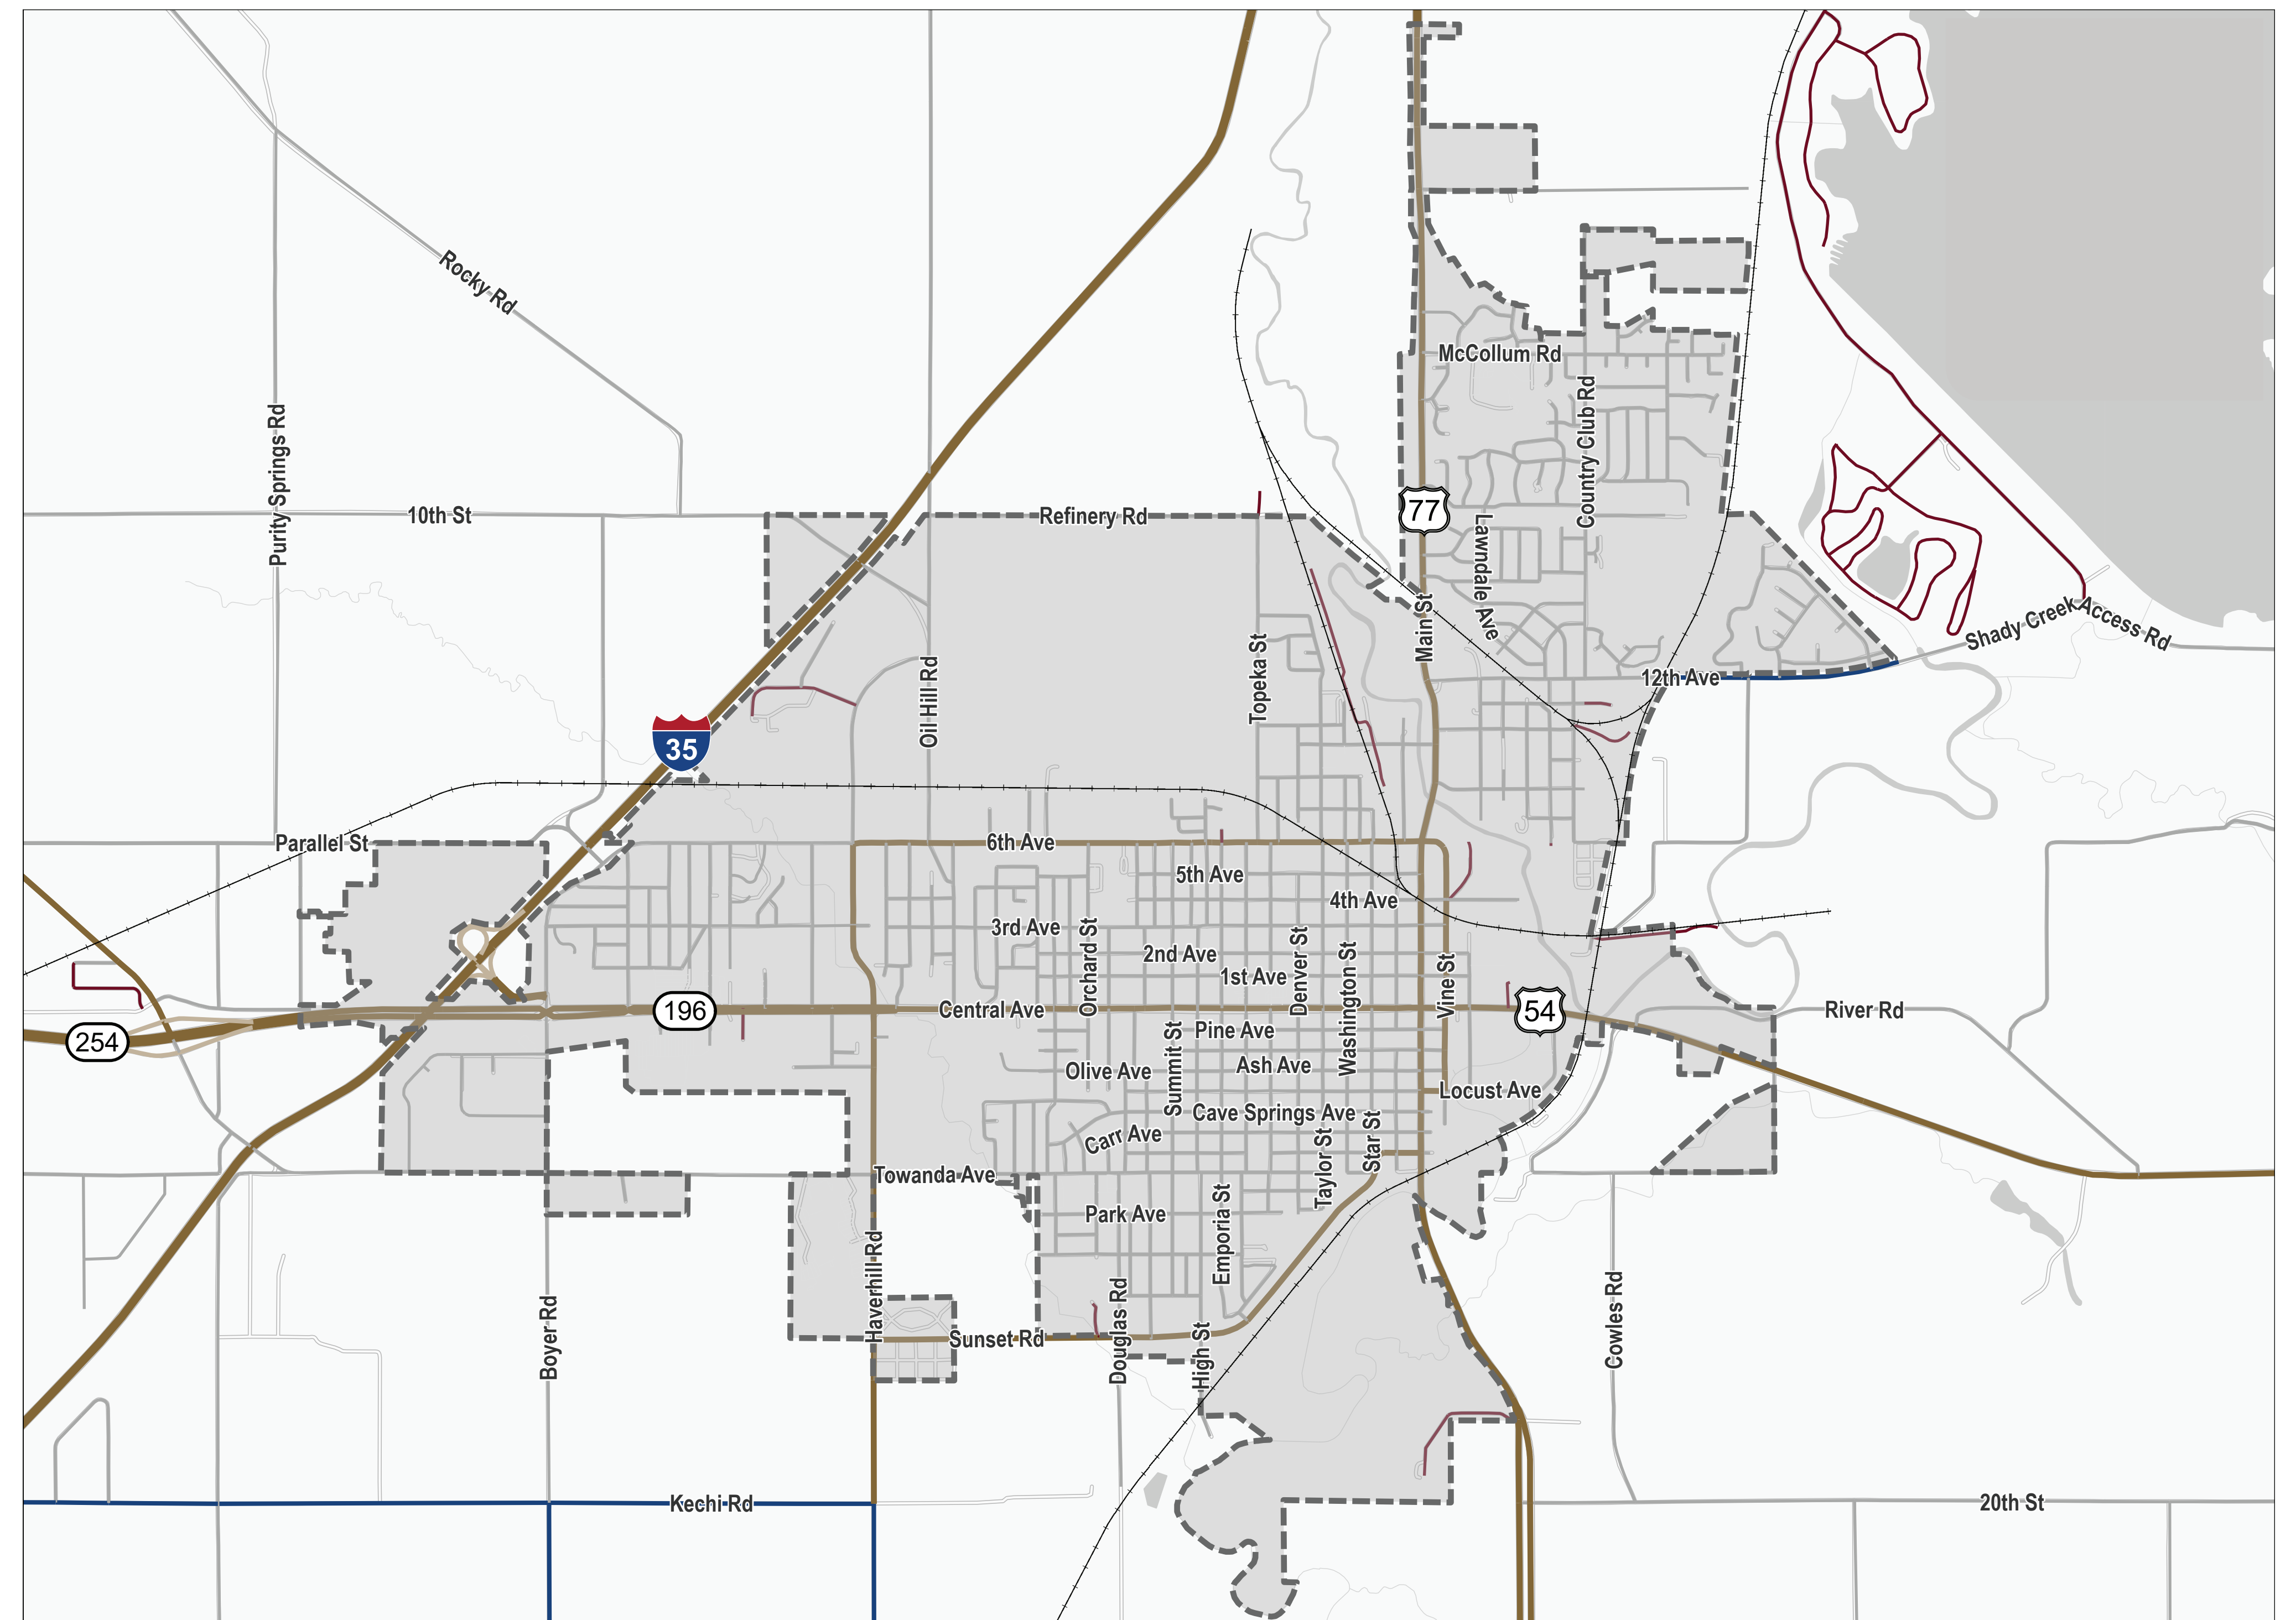 Rocky Rd
McCollum Rd
Country Club Rd
Purity Springs Rd
10th St
Refinery Rd
77
Lawndale Ave
Main St
Shady Creek Access Rd
Topeka St
Oil Hill Rd
12th Ave
35
Parallel St
6th Ave
5th Ave
4th Ave
3rd Ave
Orchard St
2nd Ave
Denver St
Washington St
1st Ave
Vine St
196
Central Ave
54
River Rd
254
Pine Ave
Summit St
Olive Ave
Ash Ave
Locust Ave
Cave Springs Ave
Carr Ave
Star St
Taylor St
Towanda Ave
Park Ave
Emporia St
Haverhill Rd
Boyer Rd
Sunset Rd
Douglas Rd
High St
Cowles Rd
Kechi Rd
20th St